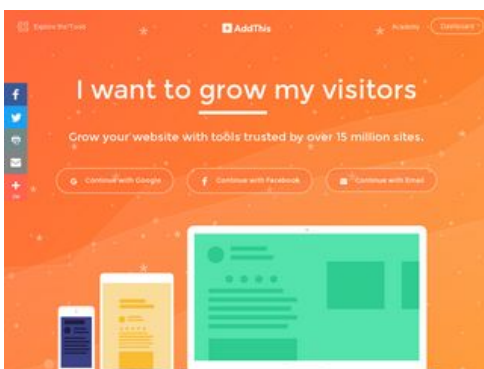 Explore the Tools
AddThis
Academy
Dashboard
I want to grow my visitors
Grow your website with tools trusted by over 15 million sites.
Continue with Google
Continue with Facebook
Continue with Email